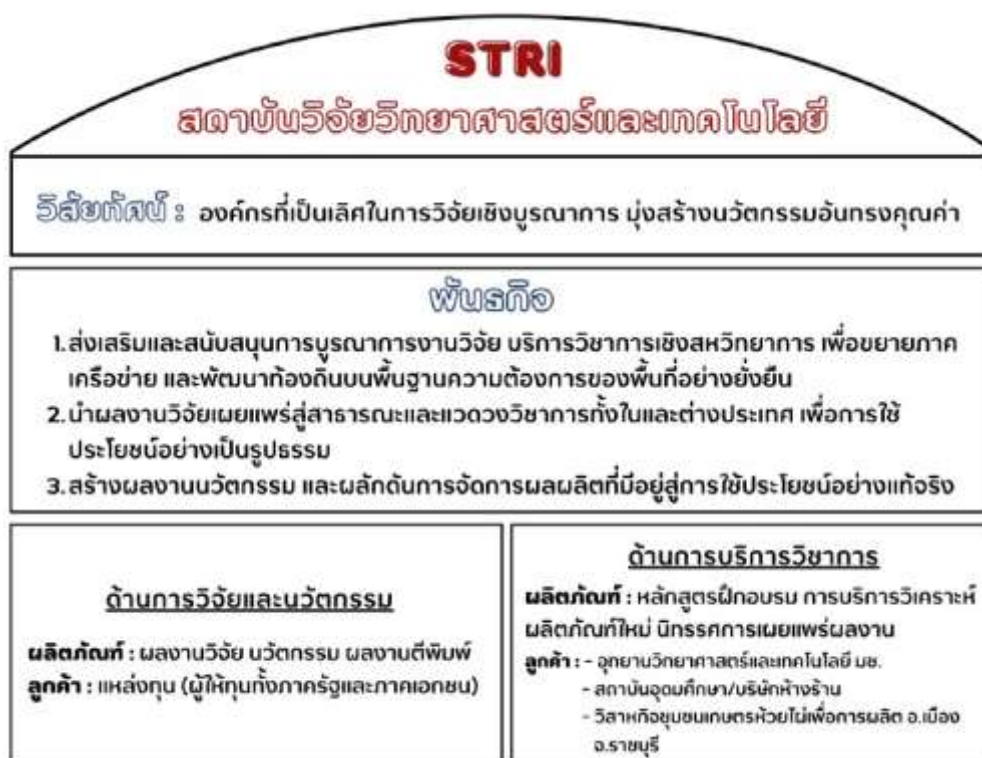 STRI
สถาบันวิจัยวิทยาศาสตร์และเทคโนโลยี
วิสัยทัศน์ : องค์กรที่เป็นเลิศในการวิจัยเชิงบูรณาการ มุ่งสร้างนวัตกรรมอันทรงคุณค่า
พันธกิจ
1. ส่งเสริมและสนับสนุนการบูรณาการงานวิจัย บริการวิชาการเชิงสหวิทยาการ เพื่อขยายภาค
เครือข่าย และพัฒนาท้องถิ่นบนพื้นฐานความต้องการของพื้นที่อย่างยั่งยืน
2. นำผลงานวิจัยเผยแพร่สู่สาธารณะและแวดวงวิชาการทั้งในและต่างประเทศ เพื่อการใช้
ประโยชน์อย่างเป็นรูปธรรม
3. สร้างผลงานนวัตกรรม และผลักดันการจัดการผลผลิตที่มีอยู่สู่การใช้ประโยชน์อย่างแท้จริง
ด้านการวิจัยและนวัตกรรม
ผลิตภัณฑ์ : ผลงานวิจัย นวัตกรรม ผลงานตีพิมพ์
ลูกค้า : แหล่งทุน (ผู้ให้ทุนทั้งภาครัฐและภาคเอกชน)
ด้านการบริการวิชาการ
ผลิตภัณฑ์ : หลักสูตรฝึกอบรม การบริการวิเคราะห์
ผลิตภัณฑ์ใหม่ นิทรรศการเผยแพร่ผลงาน
ลูกค้า : - อุทยานวิทยาศาสตร์และเทคโนโลยี มช.
- สถาบันอุดมศึกษา/บริษัทห้างร้าน
- วิสาหกิจชุมชนเกษตรห้วยไผ่เพื่อการผลิต อ.เมือง
จ.ราชบุรี